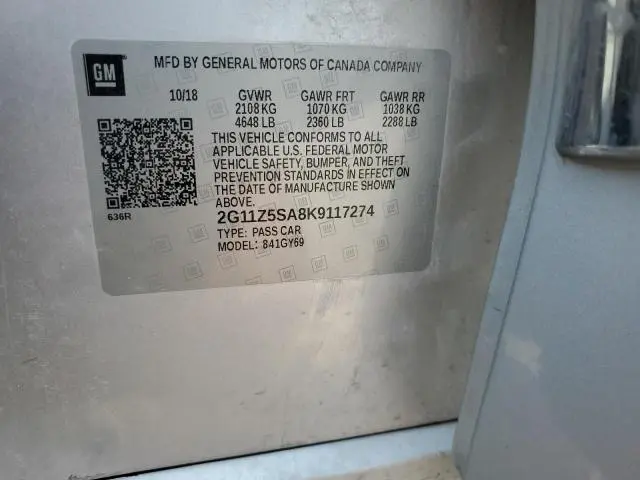 GM
MFD BY GENERAL MOTORS OF CANADA COMPANY
10/18 GVWR GAWR FRT GAWR RR
2108 KG 1070 KG 1038 KG
4648 LB 2360 LB 2288 LB
THIS VEHICLE CONFORMS TO ALL
APPLICABLE U.S. FEDERAL MOTOR
VEHICLE SAFETY, BUMPER, AND THEFT
PREVENTION STANDARDS IN EFFECT ON
THE DATE OF MANUFACTURE SHOWN
ABOVE.
636R
2G11Z5SA8K9117274
TYPE: PASS CAR
MODEL: 841GY69